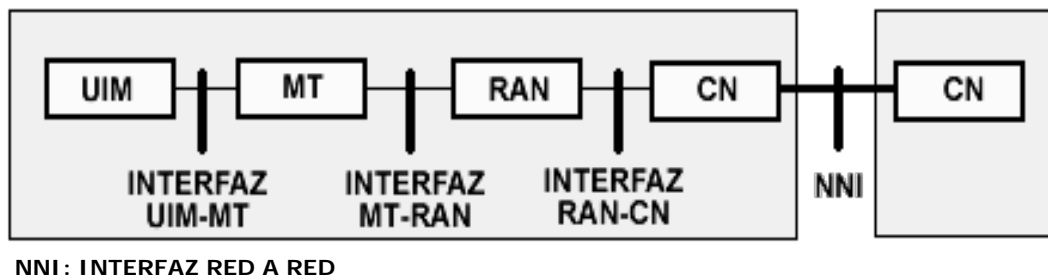 UIM MT RAN CN CN
INTERFAZ INTERFAZ INTERFAZ NNI
UIM-MT MT-RAN RAN-CN
NNI: INTERFAZ RED A RED